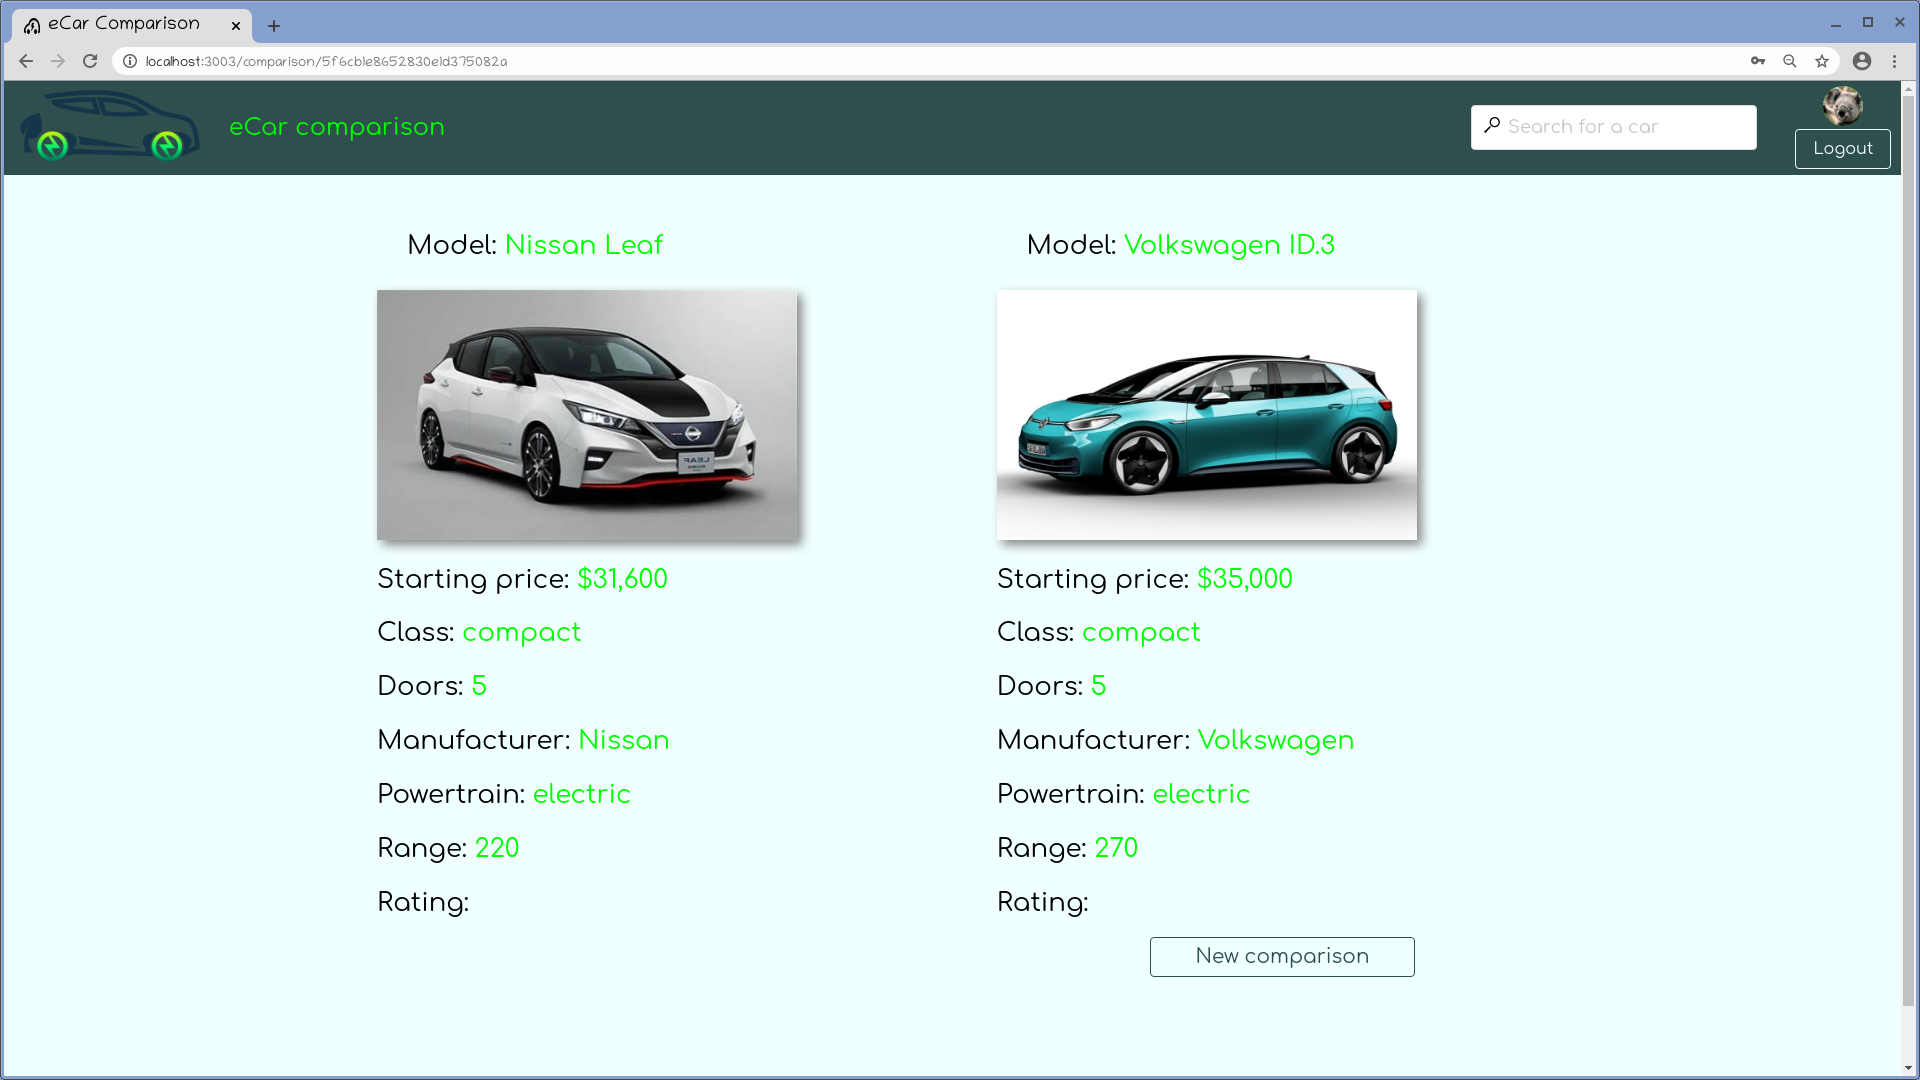 eCar Comparison
localhost:3003/comparison/5f6cb1e8652830e1d375082a
eCar comparison
Search for a car
Logout
Model: Nissan Leaf
Model: Volkswagen ID.3
LEAF
Starting price: $31,600
Class: compact
Doors: 5
Manufacturer: Nissan
Powertrain: electric
Range: 220
Rating:
Starting price: $35,000
Class: compact
Doors: 5
Manufacturer: Volkswagen
Powertrain: electric
Range: 270
Rating:
New comparison